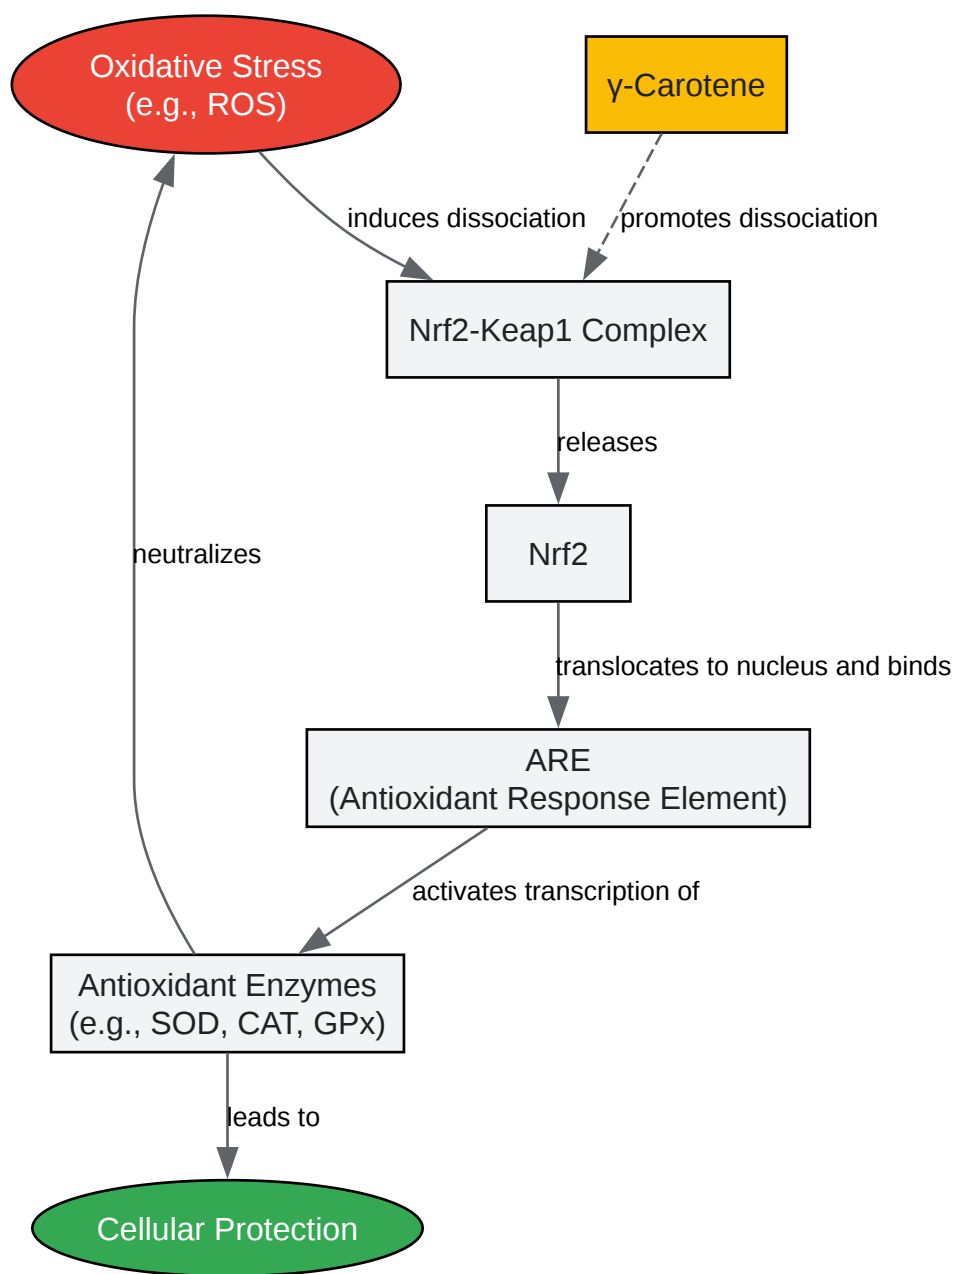 Oxidative Stress
(e.g., ROS)
γ-Carotene
induces dissociation
promotes dissociation
Nrf2-Keap1 Complex
releases
Nrf2
neutralizes
translocates to nucleus and binds
ARE
(Antioxidant Response Element)
activates transcription of
Antioxidant Enzymes
(e.g., SOD, CAT, GPx)
leads to
Cellular Protection